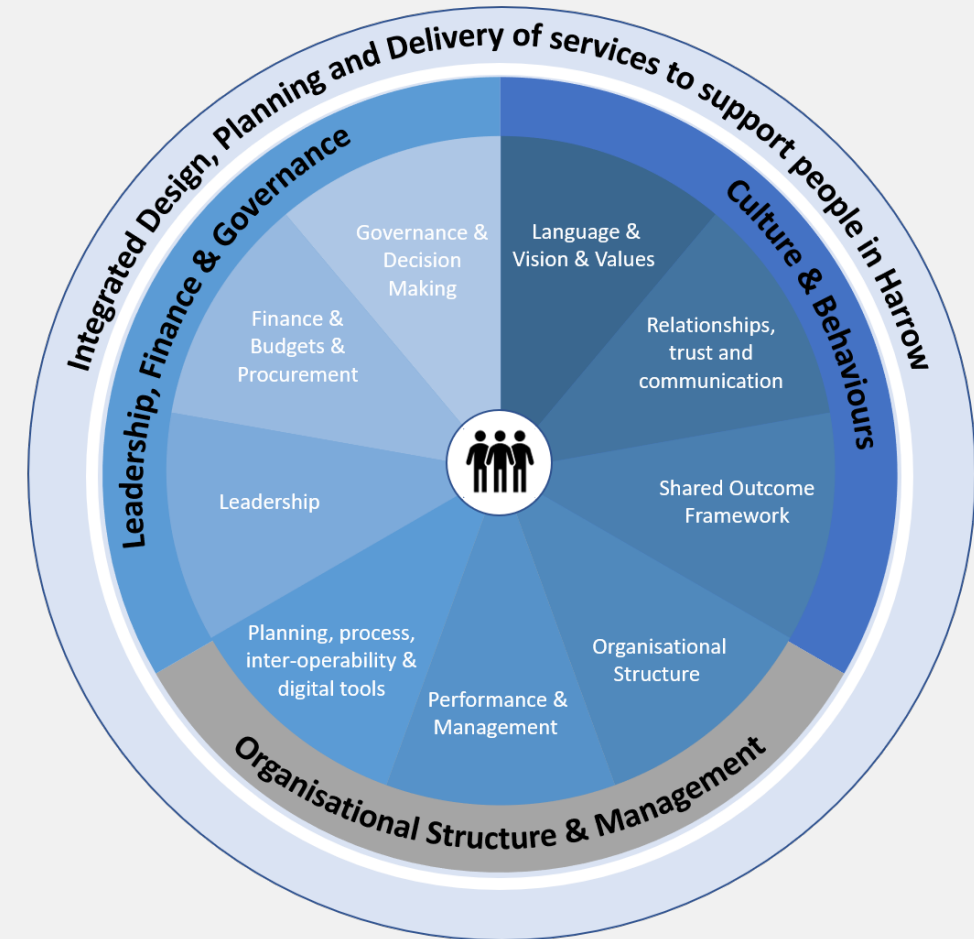 Integrated Design, Planning and Delivery of services to support people in Harrow
Leadership, Finance & Governance
Culture & Behaviours
Organisational Structure & Management
Governance &
Decision
Making
Language &
Vision & Values
Finance &
Budgets &
Procurement
Relationships,
trust and
communication
Leadership
Shared Outcome
Framework
Planning, process,
inter-operability &
digital tools
Performance &
Management
Organisational
Structure